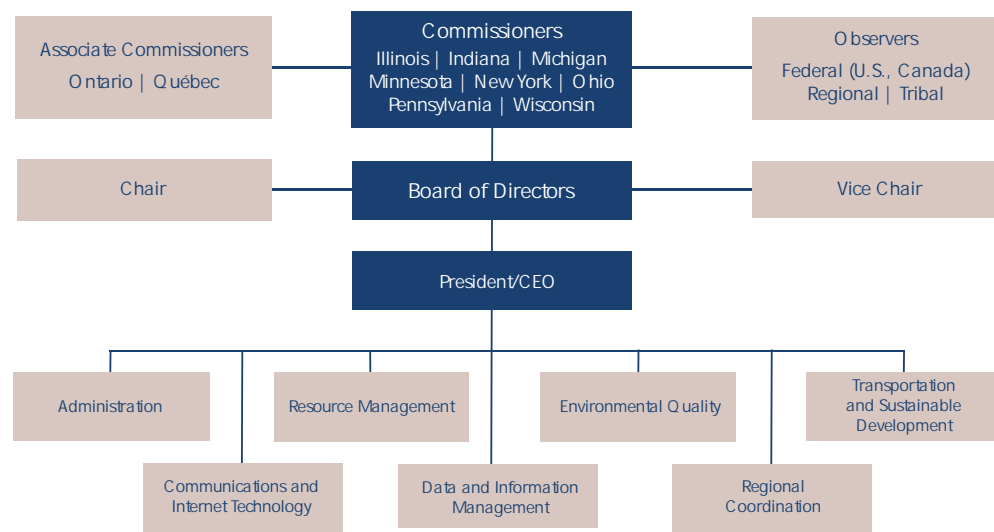 Associate Commissioners
Ontario | Québec
Commissioners
Illinois | Indiana | Michigan
Minnesota | New York | Ohio
Pennsylvania | Wisconsin
Observers
Federal (U.S., Canada)
Regional | Tribal
Chair
Board of Directors
Vice Chair
President/CEO
Administration
Resource Management
Environmental Quality
Transportation
and Sustainable
Development
Communications and
Internet Technology
Data and Information
Management
Regional
Coordination